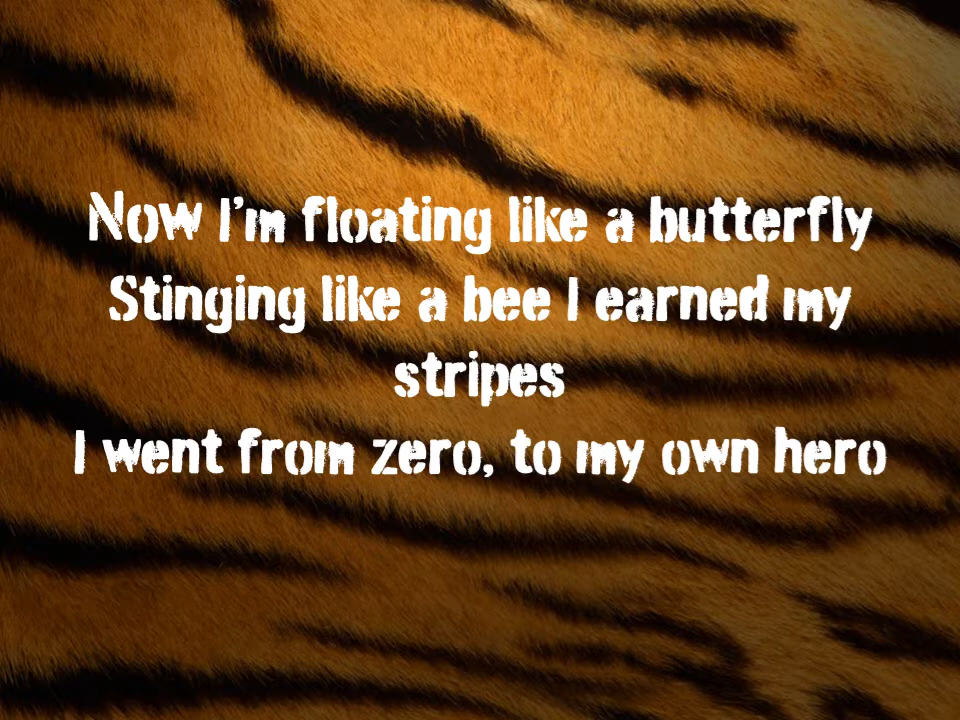 Now I'm floating like a butterfly
Stinging like a bee I earned my
stripes
I went from zero, to my own hero